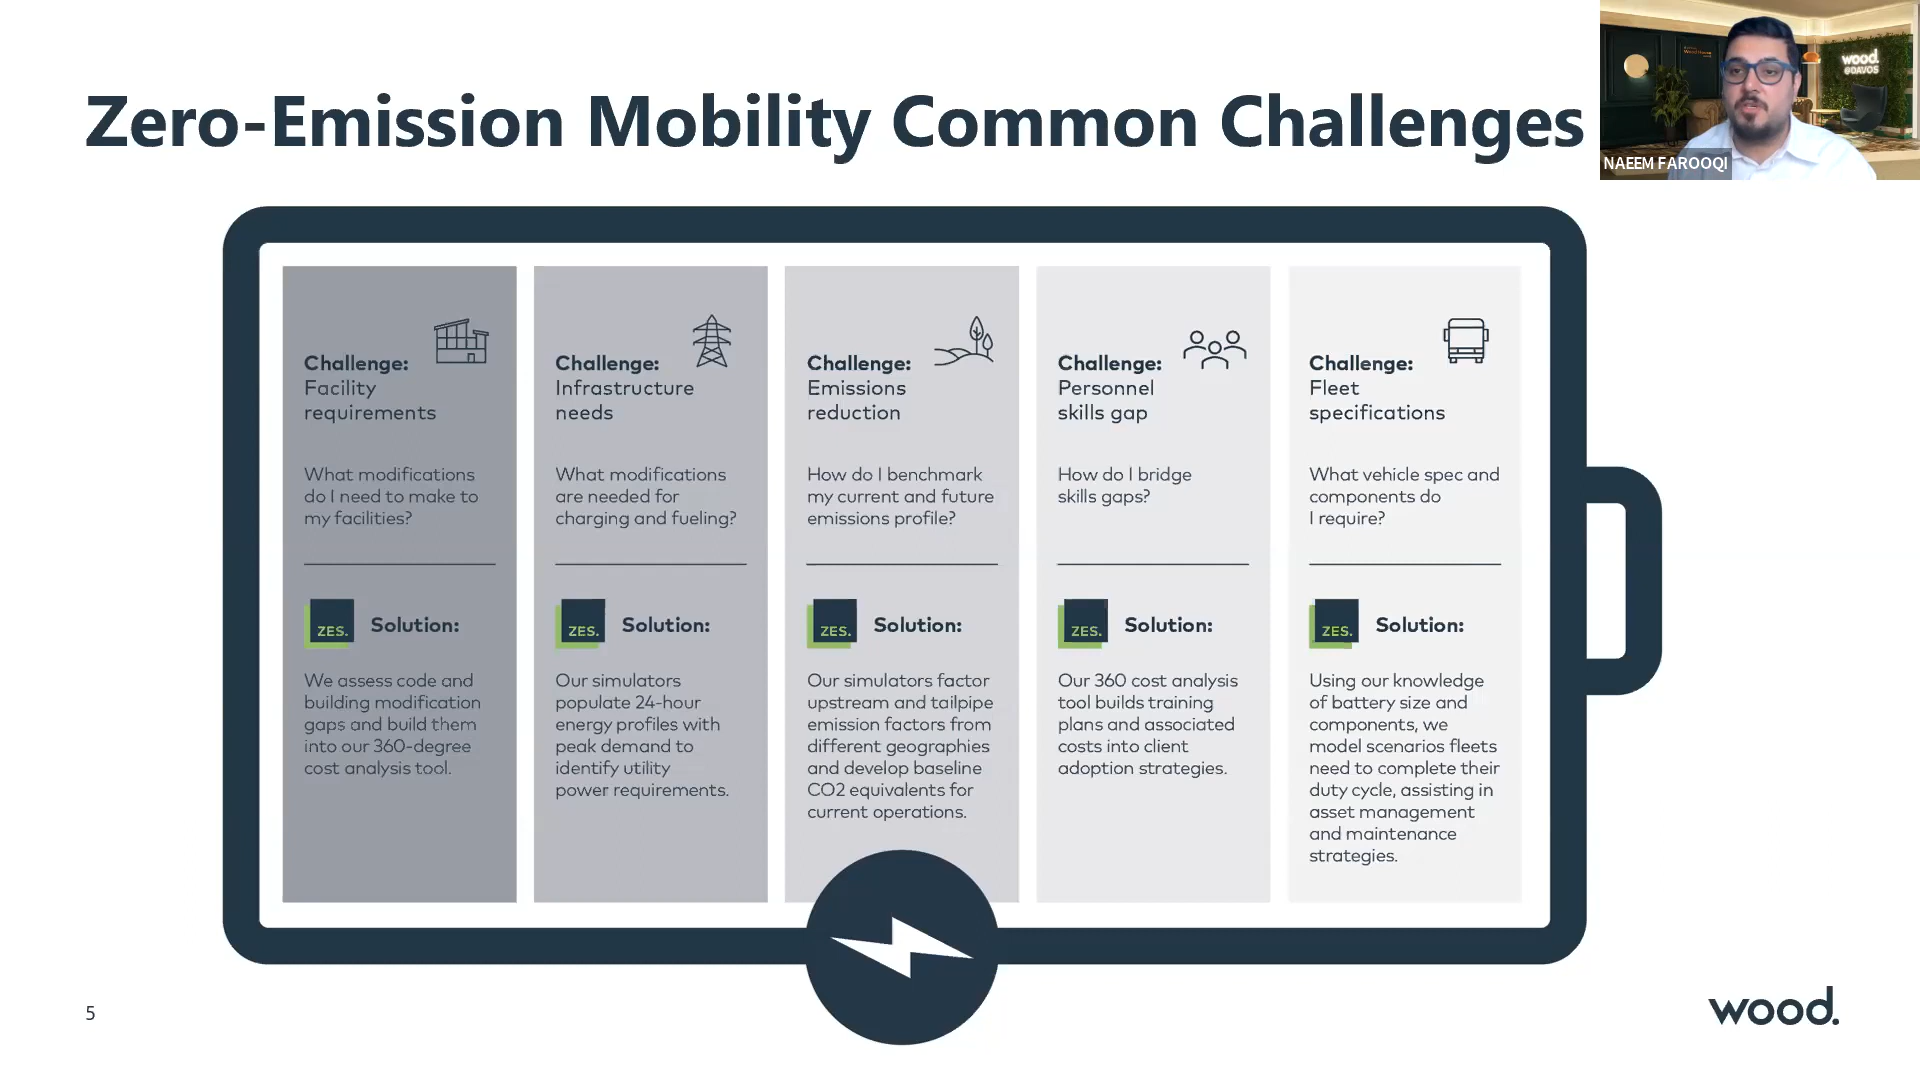 Zero-Emission Mobility Common Challenges
wood.
@DAVOS
NAEEM FAROOQI
Challenge:
Facility
requirements
What modifications
do I need to make to
my facilities?
ZES.
Solution:
We assess code and
building modification
gaps and build them
into our 360-degree
cost analysis tool.
Challenge:
Infrastructure
needs
What modifications
are needed for
charging and fueling?
ZES.
Solution:
Our simulators
populate 24-hour
energy profiles with
peak demand to
identify utility
power requirements.
Challenge:
Emissions
reduction
How do I benchmark
my current and future
emissions profile?
ZES.
Solution:
Our simulators factor
upstream and tailpipe
emission factors from
different geographies
and develop baseline
CO2 equivalents for
current operations.
Challenge:
Personnel
skills gap
How do I bridge
skills gaps?
ZES.
Solution:
Our 360 cost analysis
tool builds training
plans and associated
costs into client
adoption strategies.
Challenge:
Fleet
specifications
What vehicle spec and
components do
I require?
ZES.
Solution:
Using our knowledge
of battery size and
components, we
model scenarios fleets
need to complete their
duty cycle, assisting in
asset management
and maintenance
strategies.
5
wood.